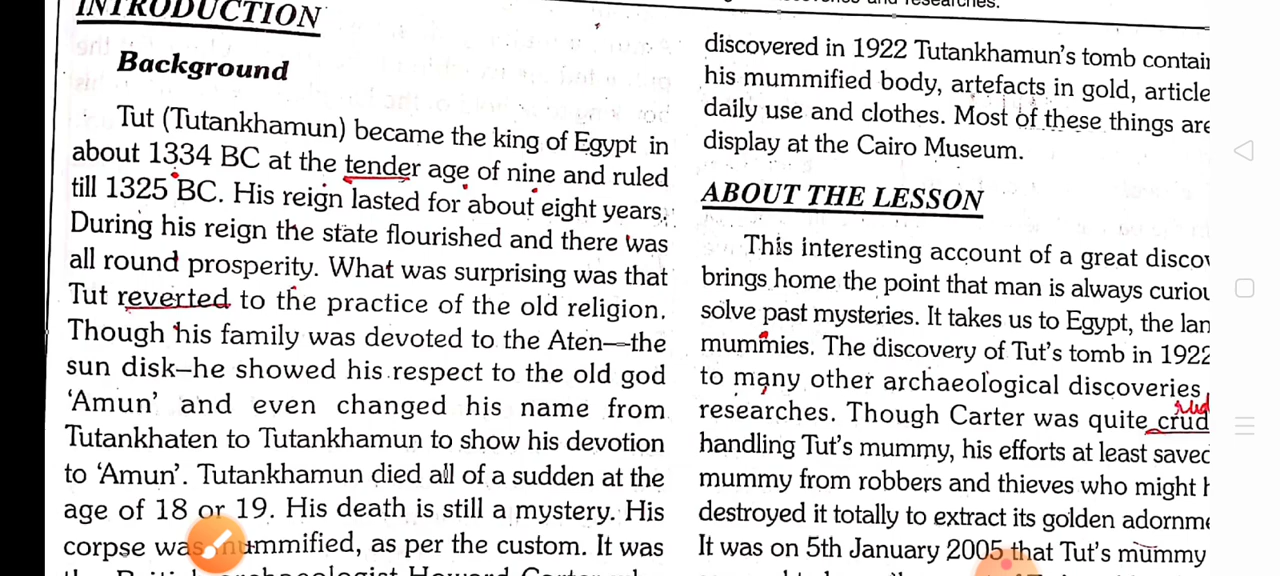 INTRODUCTION
Background
Tut (Tutankhamun) became the king of Egypt in
about 1334 BC at the tender age of nine and ruled
till 1325 BC. His reign lasted for about eight years.
During his reign the state flourished and there was
all round prosperity. What was surprising was that
Tut reverted to the practice of the old religion.
Though his family was devoted to the Aten—the
sun disk–he showed his respect to the old god
‘Amun’ and even changed his name from
Tutankhaten to Tutankhamun to show his devotion
to ‘Amun’. Tutankhamun died all of a sudden at the
age of 18 or 19. His death is still a mystery. His
corpse was mummified, as per the custom. It was
archaeologist Howard Carter
and researches.
discovered in 1922 Tutankhamun’s tomb contai
his mummified body, artefacts in gold, article
daily use and clothes. Most of these things are
display at the Cairo Museum.
ABOUT THE LESSON
This interesting account of a great disco
brings home the point that man is always curiou
solve past mysteries. It takes us to Egypt, the lan
mummies. The discovery of Tut’s tomb in 1922
to many other archaeological discoveries
rud
researches. Though Carter was quite crud
handling Tut’s mummy, his efforts at least saved
mummy from robbers and thieves who might h
destroyed it totally to extract its golden adornme
It was on 5th January 2005 that Tut’s mummy